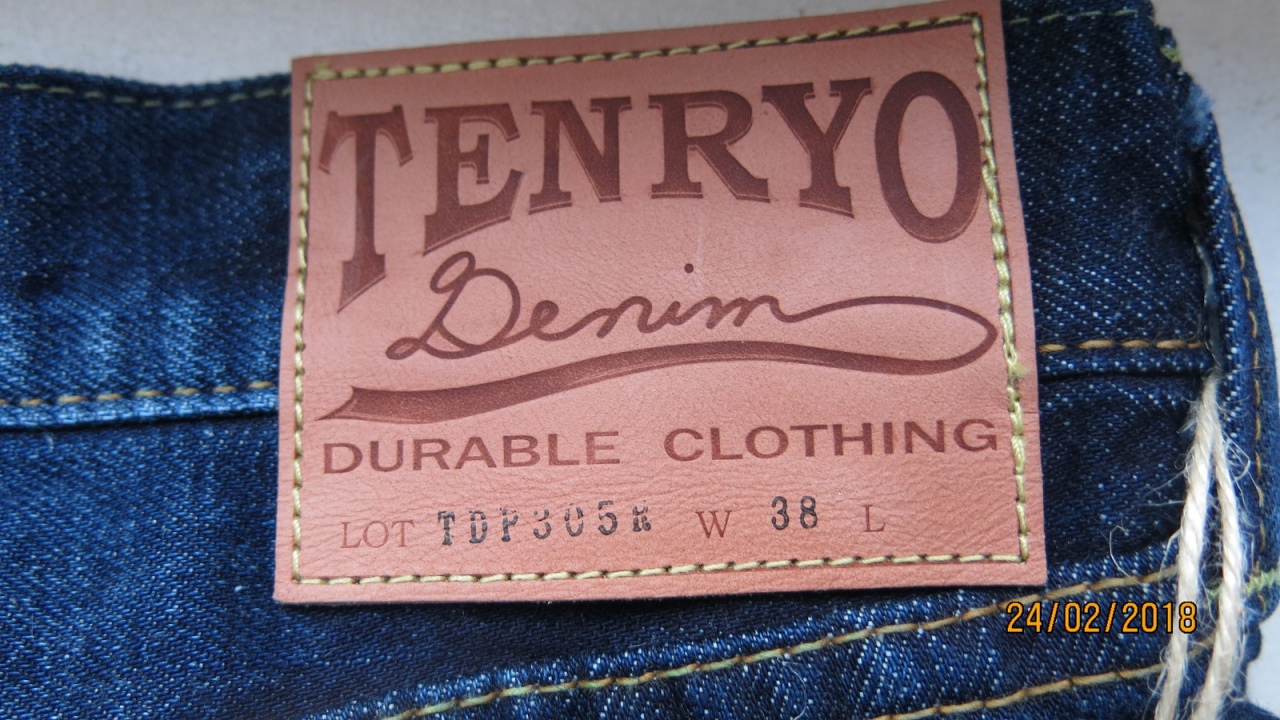 TENRYO
Denim
DURABLE CLOTHING
LOT TDP305R W 38 L
24/02/2018